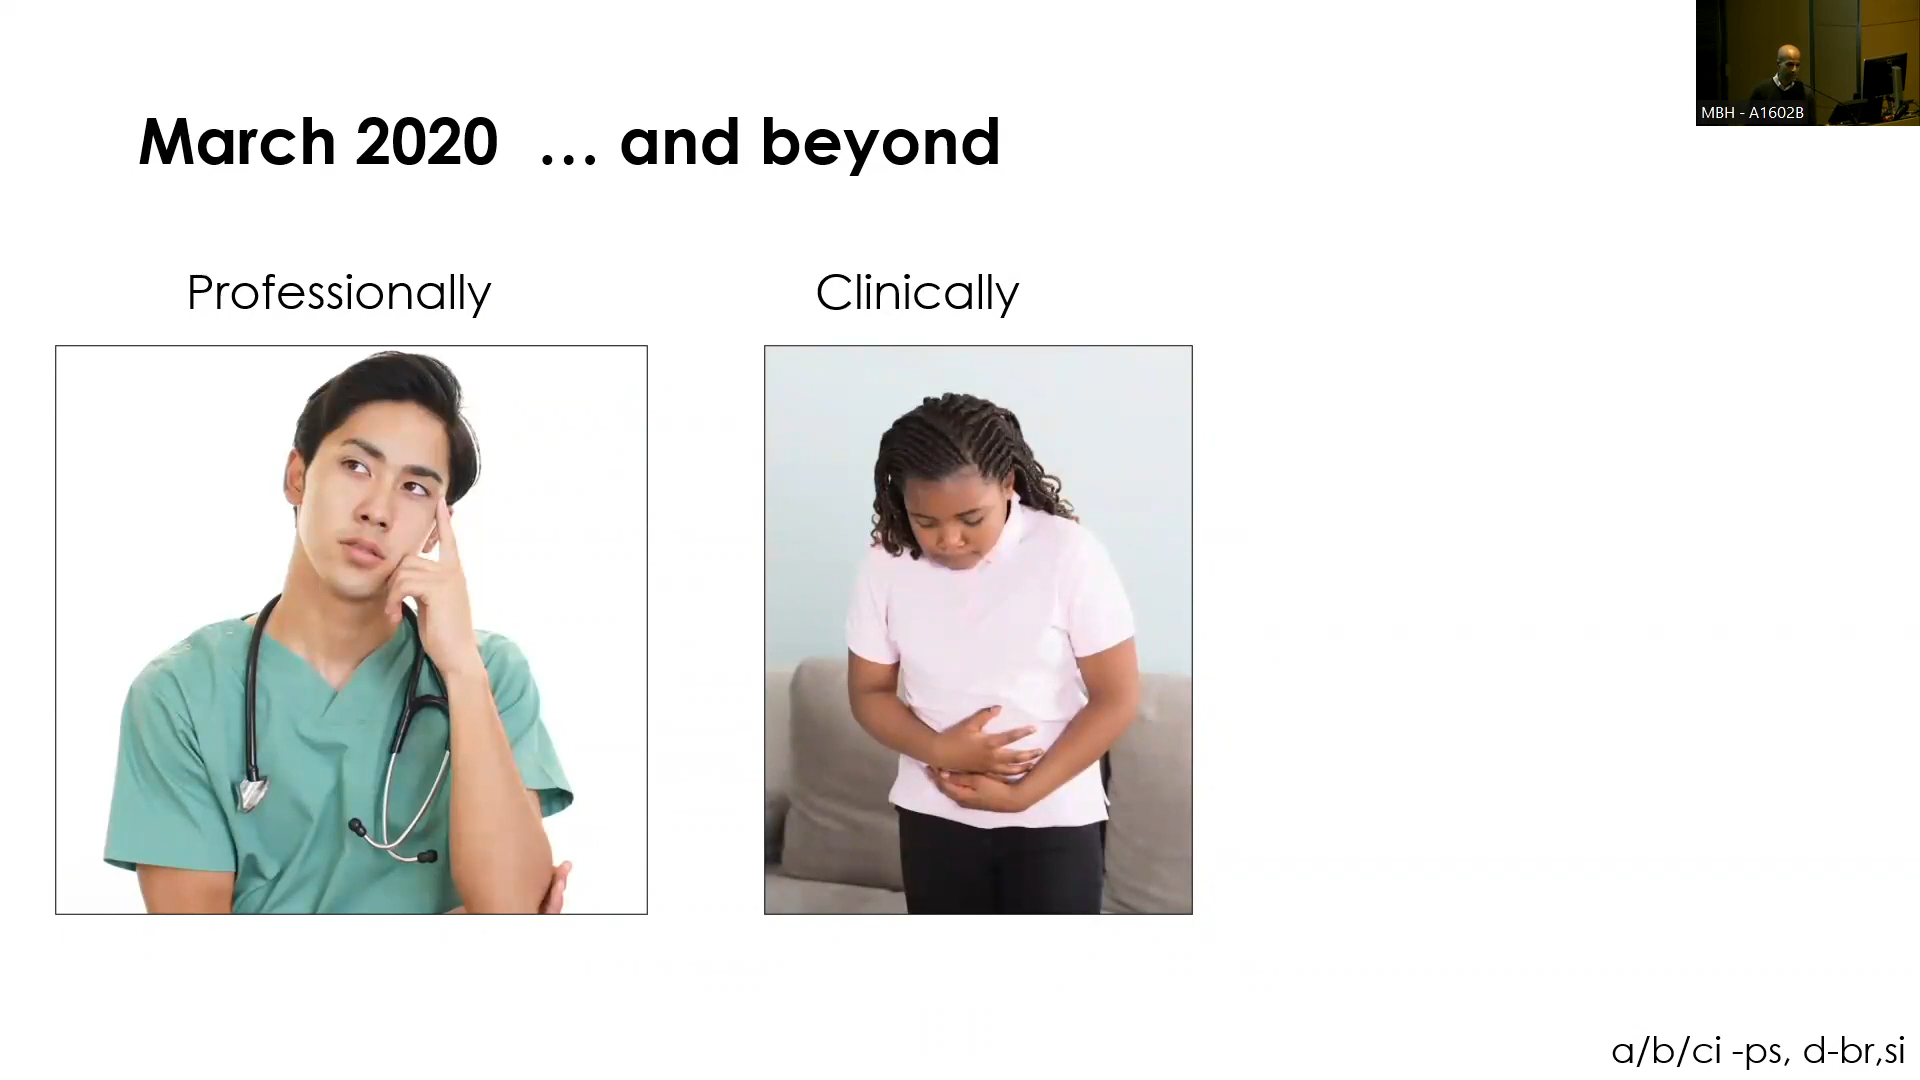 MBH - A1602B
March 2020 ... and beyond
Professionally
Clinically
a/b/ci -ps, d-br,si